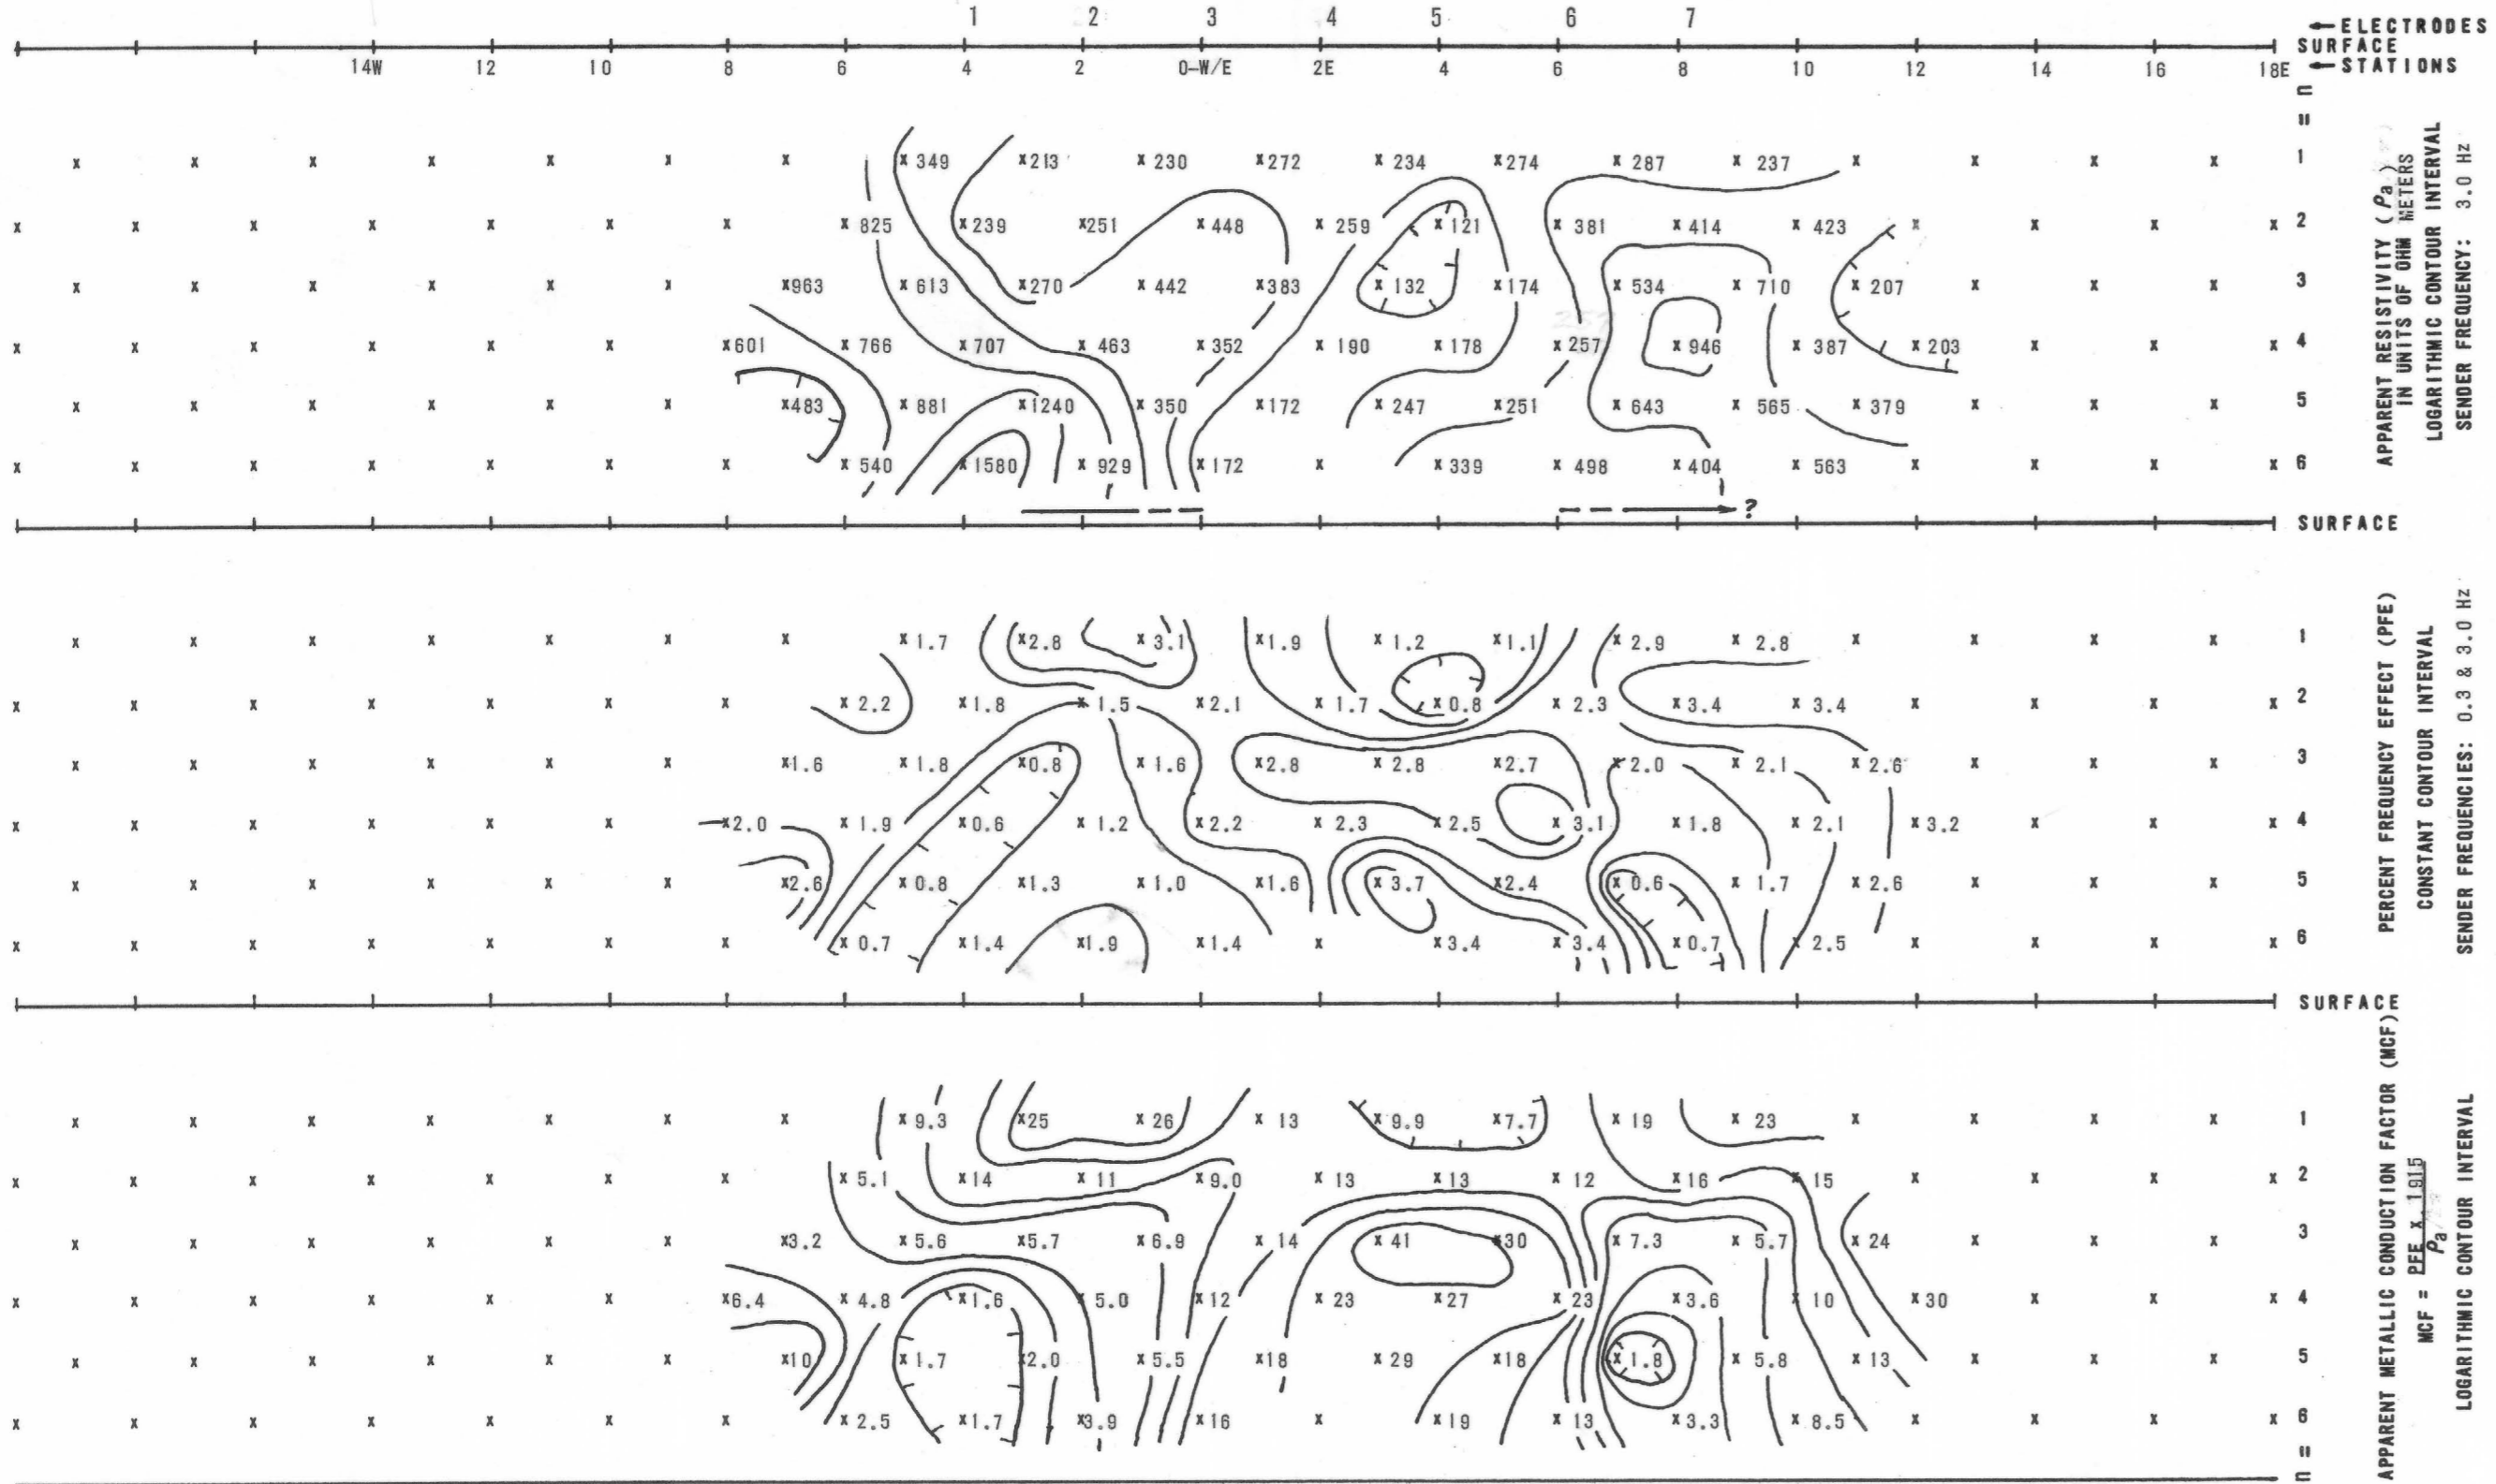 1 2 3 4 5 6 7
←ELECTRODES
SURFACE
14W 12 10 8 6 4 2 0-W/E 2E 4 6 8 10 12 14 16 18E
←STATIONS
n =
349 213 230 272 234 274 287 237 1
825 239 251 448 259 121 381 414 423 2
963 613 270 442 383 132 174 534 710 207 3
601 766 707 463 352 190 178 257 946 387 203 4
483 881 1240 350 172 247 251 643 565 379 5
540 1580 929 172 339 498 404 563 6
APPARENT RESISTIVITY (ρa)
IN UNITS OF OHM METERS
LOGARITHMIC CONTOUR INTERVAL
SENDER FREQUENCY: 3.0 Hz
?
SURFACE
1.7 2.8 3.1 1.9 1.2 1.1 2.9 2.8 1
2.2 1.8 1.5 2.1 1.7 0.8 2.3 3.4 3.4 2
1.6 1.8 0.8 1.6 2.8 2.8 2.7 2.0 2.1 2.6 3
2.0 1.9 0.6 1.2 2.2 2.3 2.5 3.1 1.8 2.1 3.2 4
2.6 0.8 1.3 1.0 1.6 3.7 2.4 0.6 1.7 2.6 5
0.7 1.4 1.9 1.4 3.4 3.4 0.7 2.5 6
PERCENT FREQUENCY EFFECT (PFE)
CONSTANT CONTOUR INTERVAL
SENDER FREQUENCIES: 0.3 & 3.0 Hz
SURFACE
9.3 25 26 13 9.9 7.7 19 23 1
5.1 14 11 9.0 13 13 12 16 15 2
3.2 5.6 5.7 6.9 14 41 30 7.3 5.7 24 3
6.4 4.8 1.6 5.0 12 23 27 23 3.6 10 30 4
10 1.7 2.0 5.5 18 29 18 1.8 5.8 13 5
2.5 1.7 3.9 16 19 13 3.3 8.5 6
n =
APPARENT METALLIC CONDUCTION FACTOR (MCF)
MCF = PFE x 1915
ρa
LOGARITHMIC CONTOUR INTERVAL